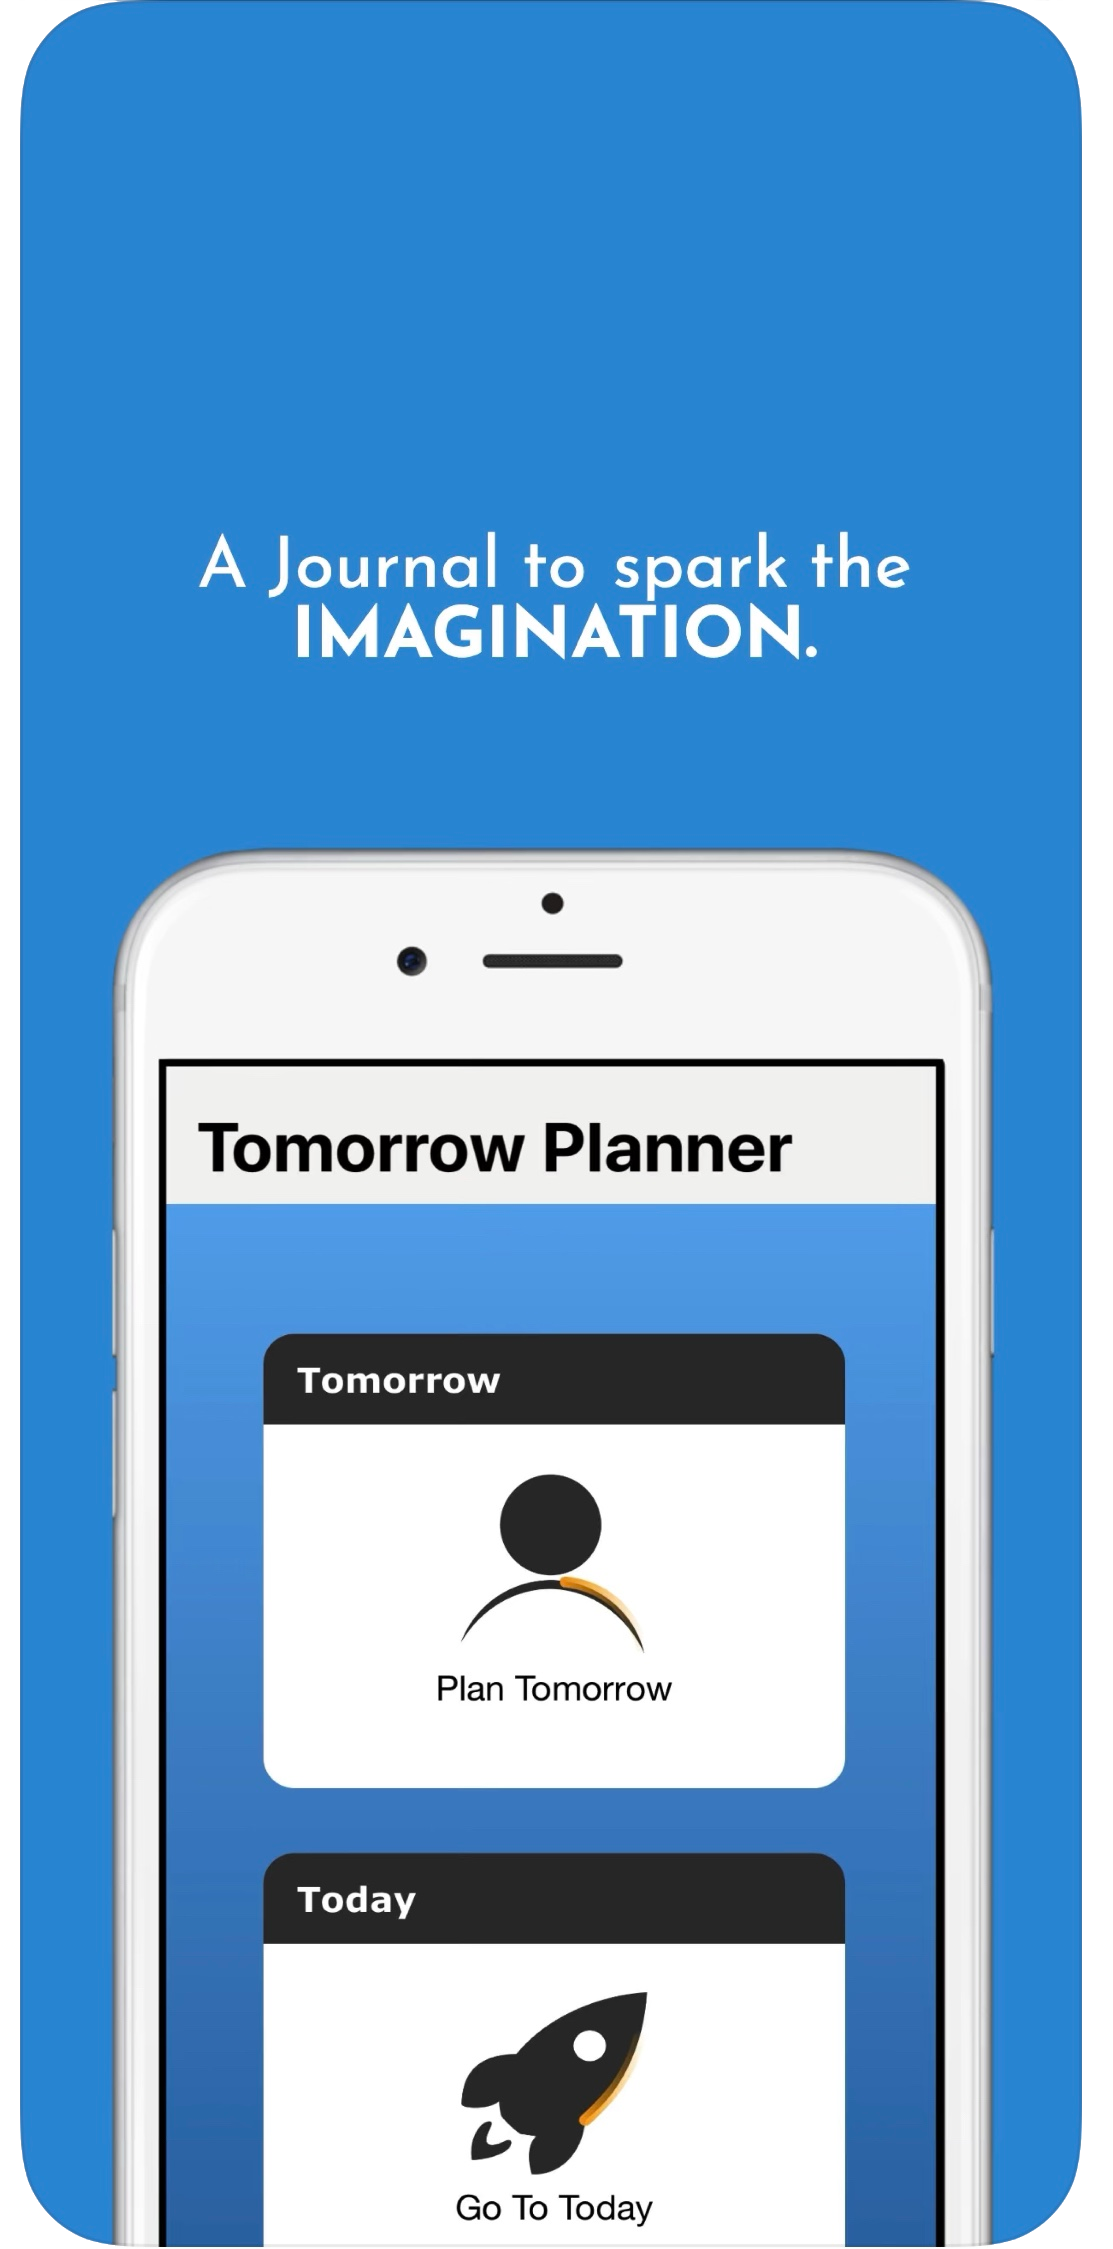 A Journal to spark the
IMAGINATION.
Tomorrow Planner
Tomorrow
Plan Tomorrow
Today
Go To Today